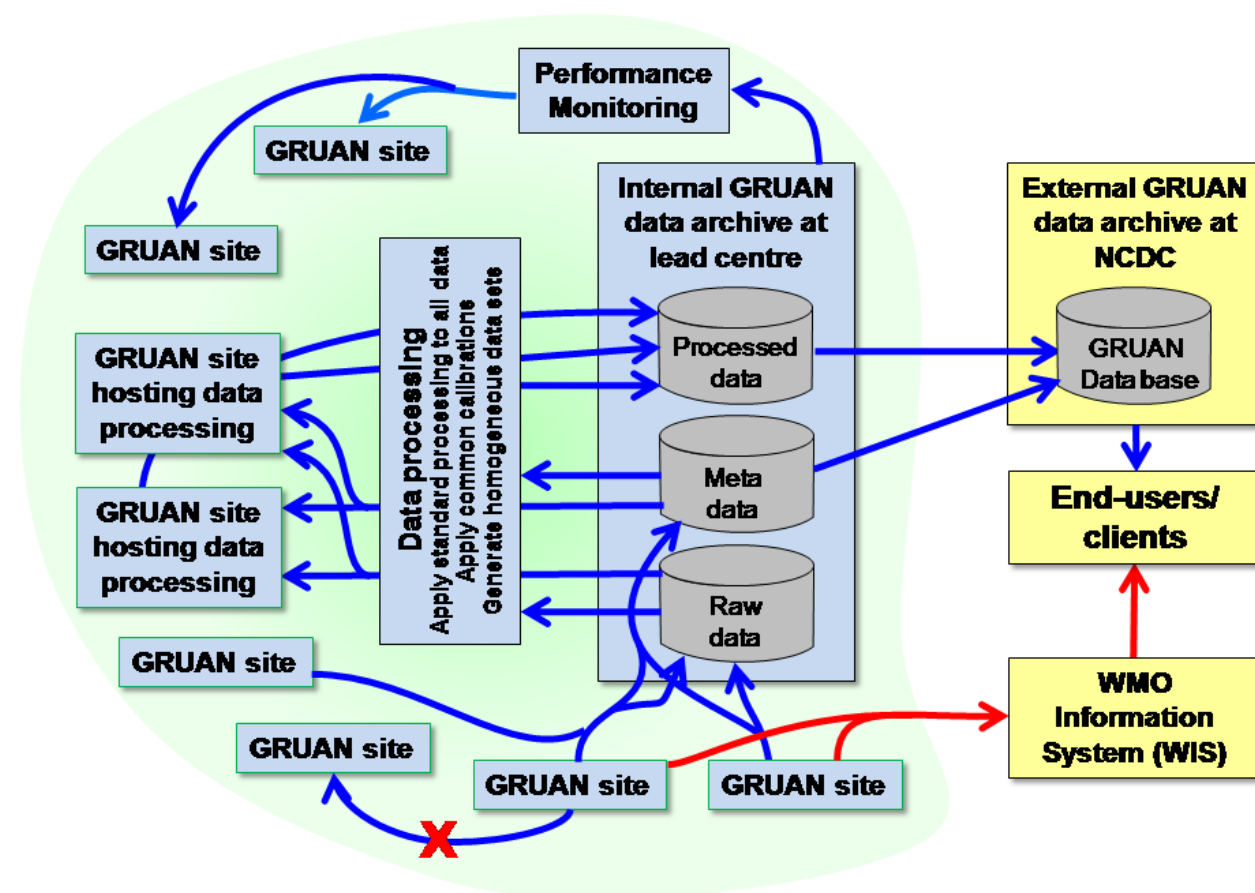 Performance
Monitoring
GRUAN site
GRUAN site
Internal GRUAN
data archive at
lead centre
External GRUAN
data archive at
NCDC
Data processing
Apply standard processing to all data
Apply common calibrations
Generate homogeneous data sets
Processed
data
GRUAN
Data base
GRUAN site
hosting data
processing
GRUAN site
hosting data
processing
Meta
data
End-users/
clients
Raw
data
GRUAN site
GRUAN site
GRUAN site
GRUAN site
WMO
Information
System (WIS)
X